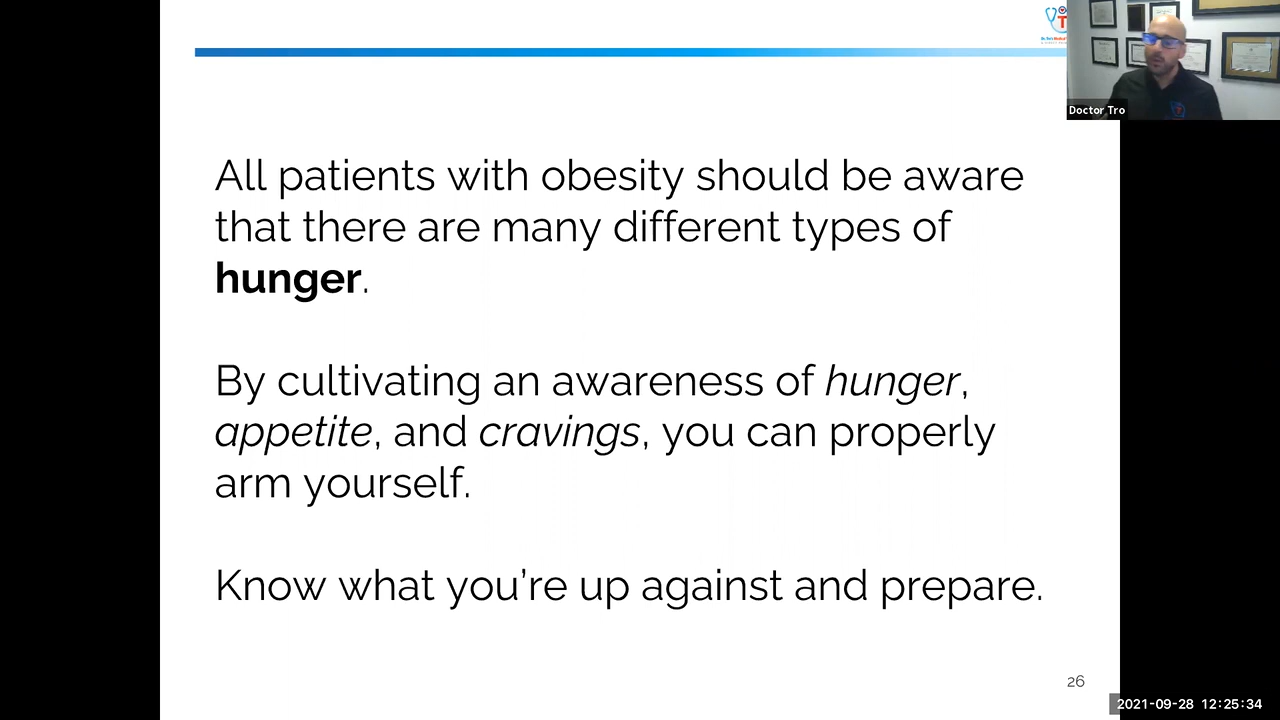 All patients with obesity should be aware
that there are many different types of
hunger.
By cultivating an awareness of hunger,
appetite, and cravings, you can properly
arm yourself.
Know what you’re up against and prepare.
26
Doctor Tro
2021-09-28 12:25:34